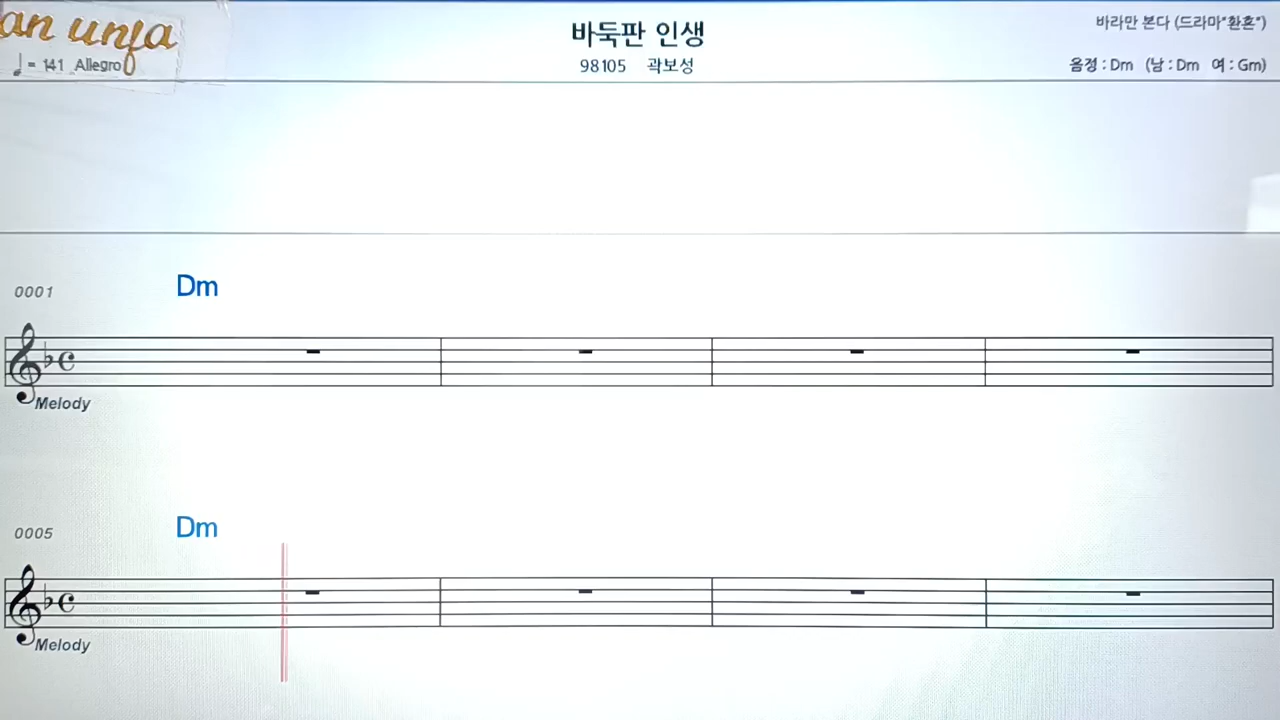 an unfa
바둑판 인생
바라만 본다 (드라마"환혼")
= 141 Allegro
98105 곽보성
음정 : Dm (남 : Dm 여 : Gm)
0001
Dm
Melody
0005
Dm
Melody